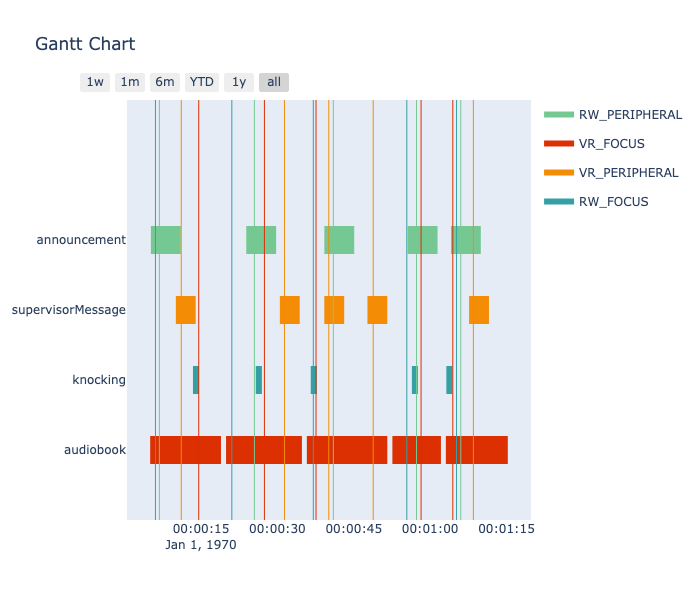 Gantt Chart
1w 1m 6m YTD 1y all
RW_PERIPHERAL
VR_FOCUS
VR_PERIPHERAL
RW_FOCUS
announcement
supervisorMessage
knocking
audiobook
00:00:15 00:00:30 00:00:45 00:01:00 00:01:15
Jan 1, 1970